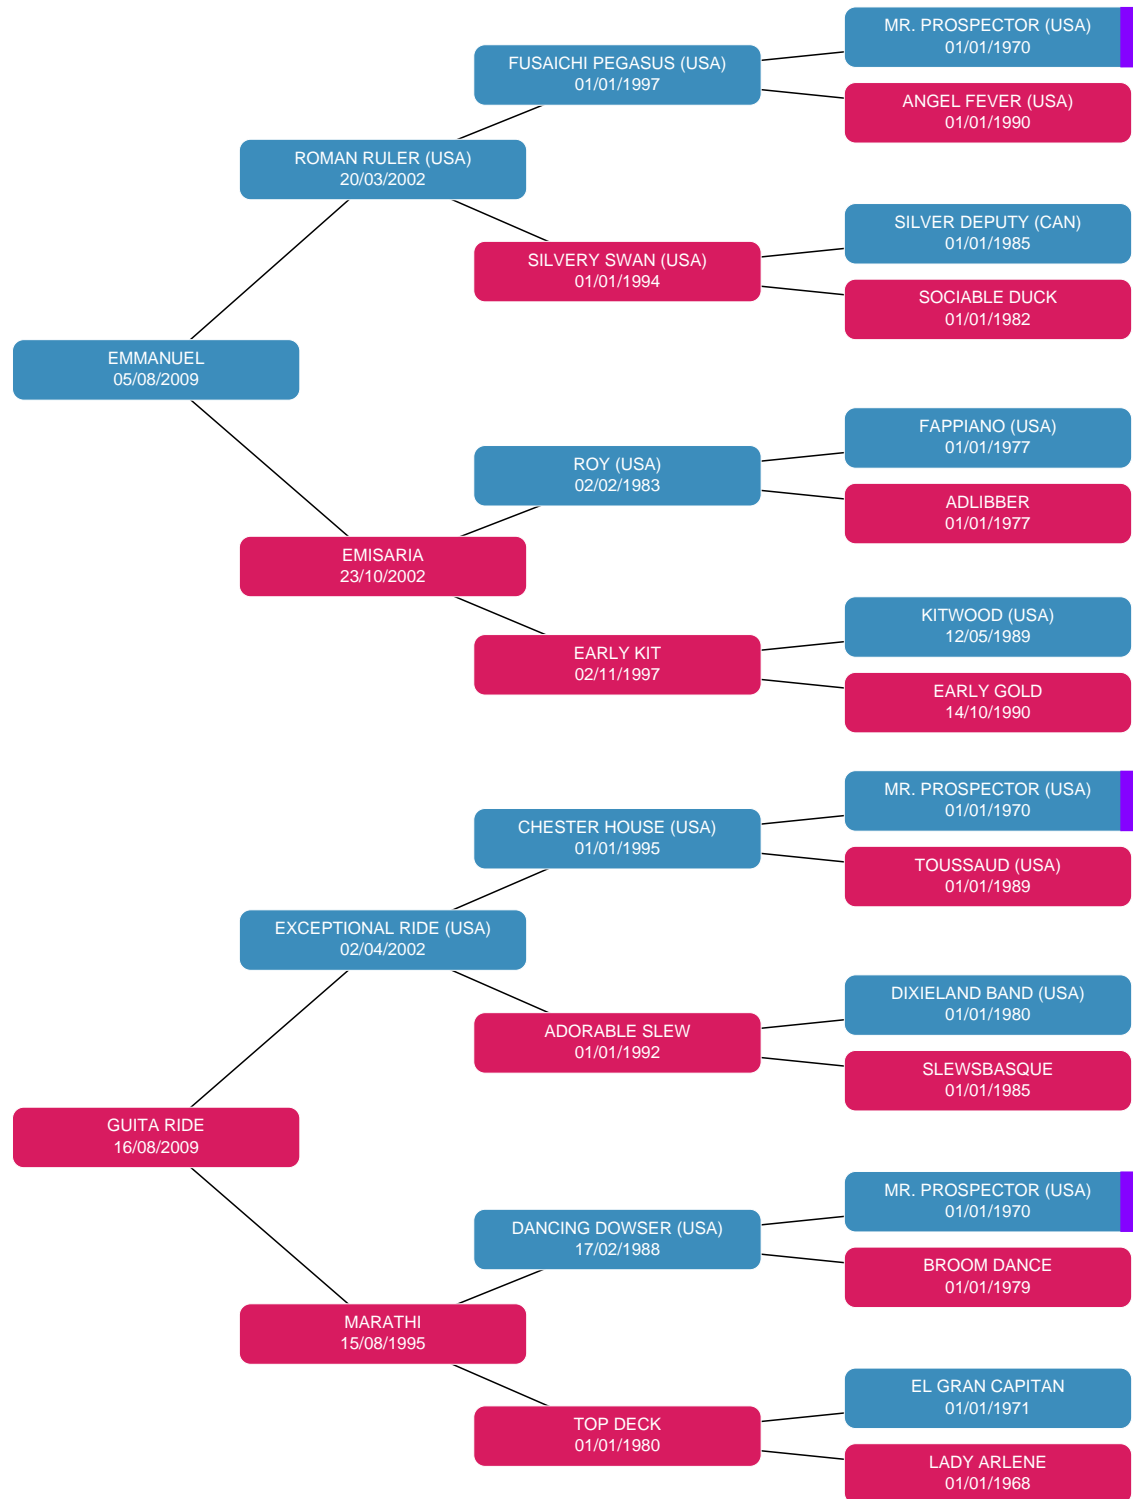 MR. PROSPECTOR (USA)
01/01/1970
FUSAICHI PEGASUS (USA)
01/01/1997
ANGEL FEVER (USA)
01/01/1990
ROMAN RULER (USA)
20/03/2002
SILVER DEPUTY (CAN)
01/01/1985
SILVERY SWAN (USA)
01/01/1994
SOCIABLE DUCK
01/01/1982
EMMANUEL
05/08/2009
FAPPIANO (USA)
01/01/1977
ROY (USA)
02/02/1983
ADLIBBER
01/01/1977
EMISARIA
23/10/2002
KITWOOD (USA)
12/05/1989
EARLY KIT
02/11/1997
EARLY GOLD
14/10/1990
MR. PROSPECTOR (USA)
01/01/1970
CHESTER HOUSE (USA)
01/01/1995
TOUSSAUD (USA)
01/01/1989
EXCEPTIONAL RIDE (USA)
02/04/2002
DIXIELAND BAND (USA)
01/01/1980
ADORABLE SLEW
01/01/1992
SLEWSBASQUE
01/01/1985
GUITA RIDE
16/08/2009
MR. PROSPECTOR (USA)
01/01/1970
DANCING DOWSER (USA)
17/02/1988
BROOM DANCE
01/01/1979
MARATHI
15/08/1995
EL GRAN CAPITAN
01/01/1971
TOP DECK
01/01/1980
LADY ARLENE
01/01/1968